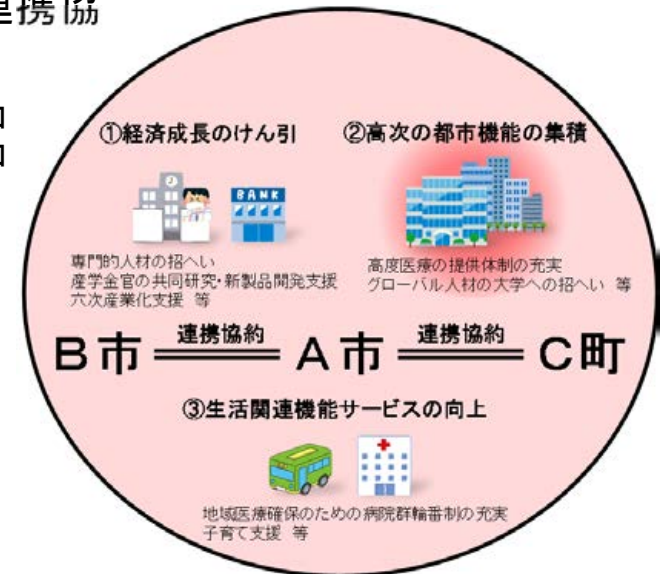 連携協
①経済成長のけん引
②高次の都市機能の集積
BANK
専門的人材の招へい
産学金官の共同研究・新製品開発支援
六次産業化支援 等
高度医療の提供体制の充実
グローバル人材の大学への招へい 等
B市 連携協約 A市 連携協約 C町
③生活関連機能サービスの向上
地域医療確保のための病院群輪番制の充実
子育て支援 等